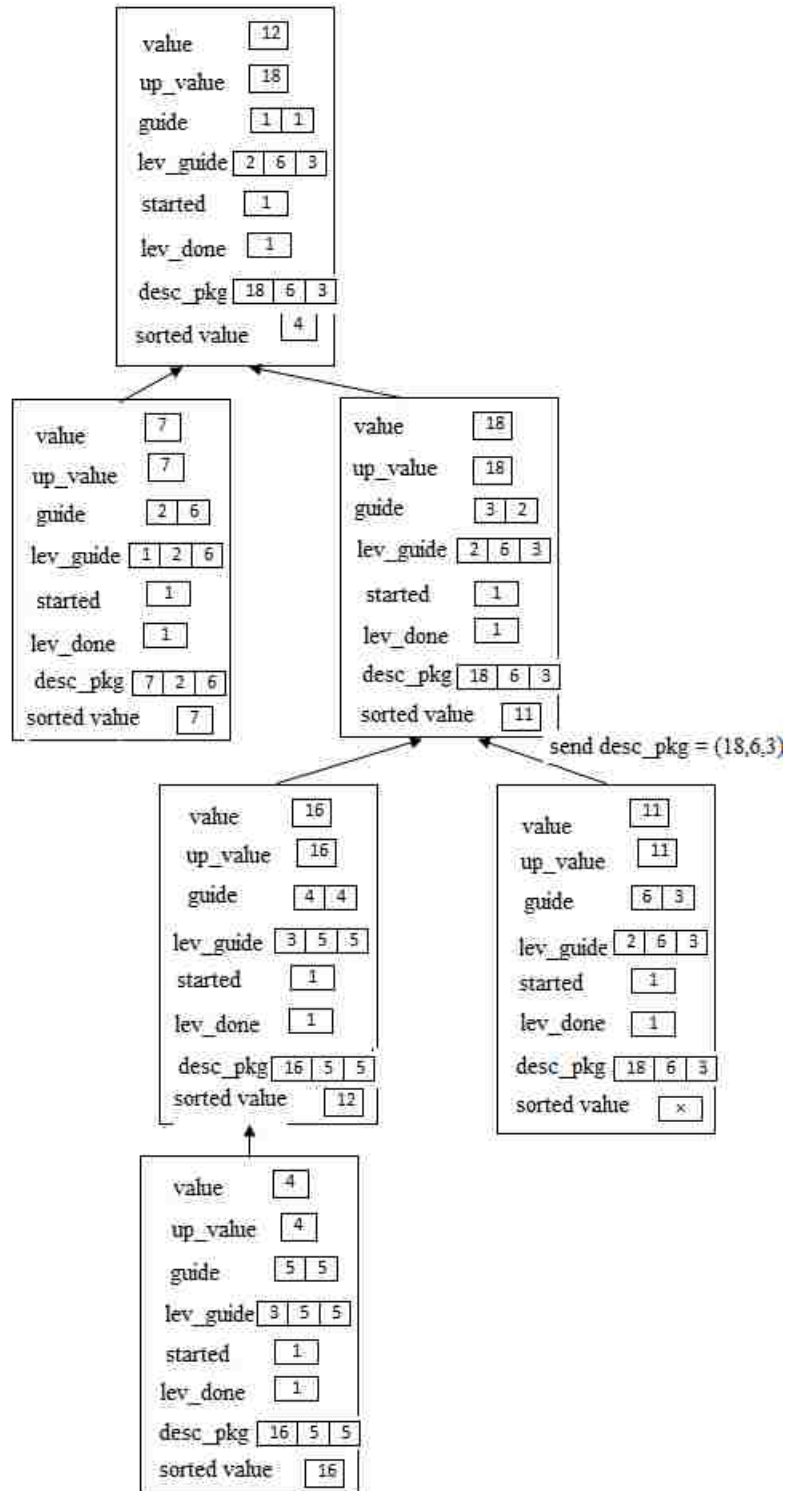 value 12
up_value 18
guide 1 1
lev_guide 2 6 3
started 1
lev_done 1
desc_pkg 18 6 3
sorted value 4
value 7
up_value 7
guide 2 6
lev_guide 1 2 6
started 1
lev_done 1
desc_pkg 7 2 6
sorted value 7
value 18
up_value 18
guide 3 2
lev_guide 2 6 3
started 1
lev_done 1
desc_pkg 18 6 3
sorted value 11
send desc_pkg = (18,6,3)
value 16
up_value 16
guide 4 4
lev_guide 3 5 5
started 1
lev_done 1
desc_pkg 16 5 5
sorted value 12
value 11
up_value 11
guide 6 3
lev_guide 2 6 3
started 1
lev_done 1
desc_pkg 18 6 3
sorted value ×
value 4
up_value 4
guide 5 5
lev_guide 3 5 5
started 1
lev_done 1
desc_pkg 16 5 5
sorted value 16